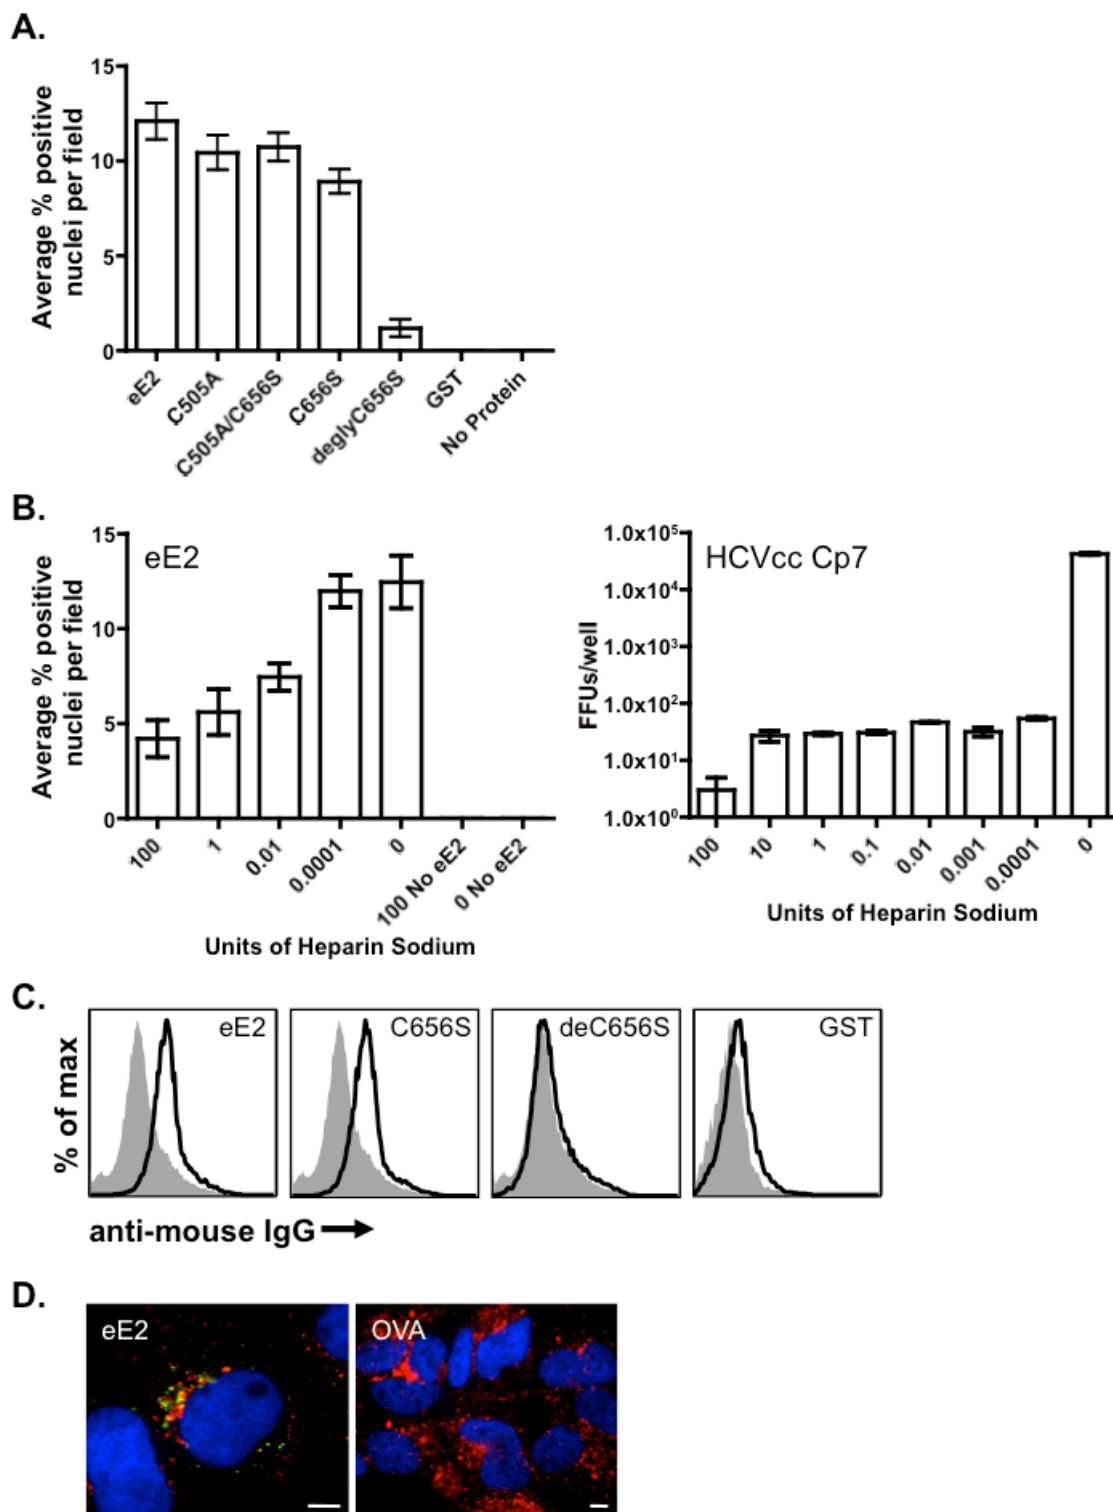 A.
Average % positive
nuclei per field
15
10
5
0
eE2
C505A
C505A/C656S
C656S
deglyC656S
GST
No Protein
B.
eE2
Average % positive
nuclei per field
15
10
5
0
100
1
0.01
0.0001
0
100 No eE2
0 No eE2
Units of Heparin Sodium
HCVcc Cp7
FFUs/well
1.0x10⁵
1.0x10⁴
1.0x10³
1.0x10²
1.0x10¹
1.0x10⁰
100
10
1
0.1
0.01
0.001
0.0001
0
Units of Heparin Sodium
C.
% of max
eE2
C656S
deC656S
GST
anti-mouse IgG
D.
eE2
OVA